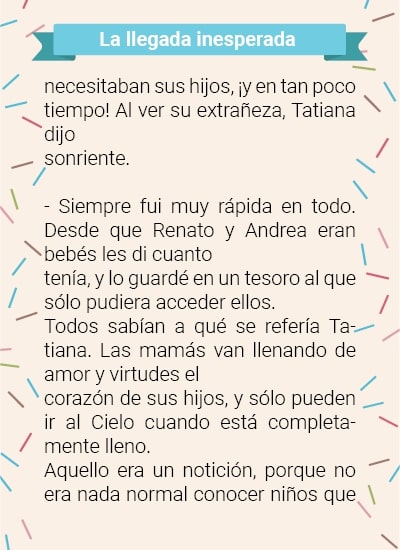 La llegada inesperada
necesitaban sus hijos, ¡y en tan poco
tiempo! Al ver su extrañeza, Tatiana
dijo
sonriente.
- Siempre fui muy rápida en todo.
Desde que Renato y Andrea eran
bebés les di cuanto
tenía, y lo guardé en un tesoro al que
sólo pudiera acceder ellos.
Todos sabían a qué se refería Ta-
tiana. Las mamás van llenando de
amor y virtudes el
corazón de sus hijos, y sólo pueden
ir al Cielo cuando está completa-
mente lleno.
Aquello era un notición, porque no
era nada normal conocer niños que